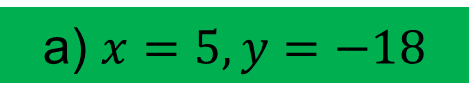 a) x = 5, y = −18